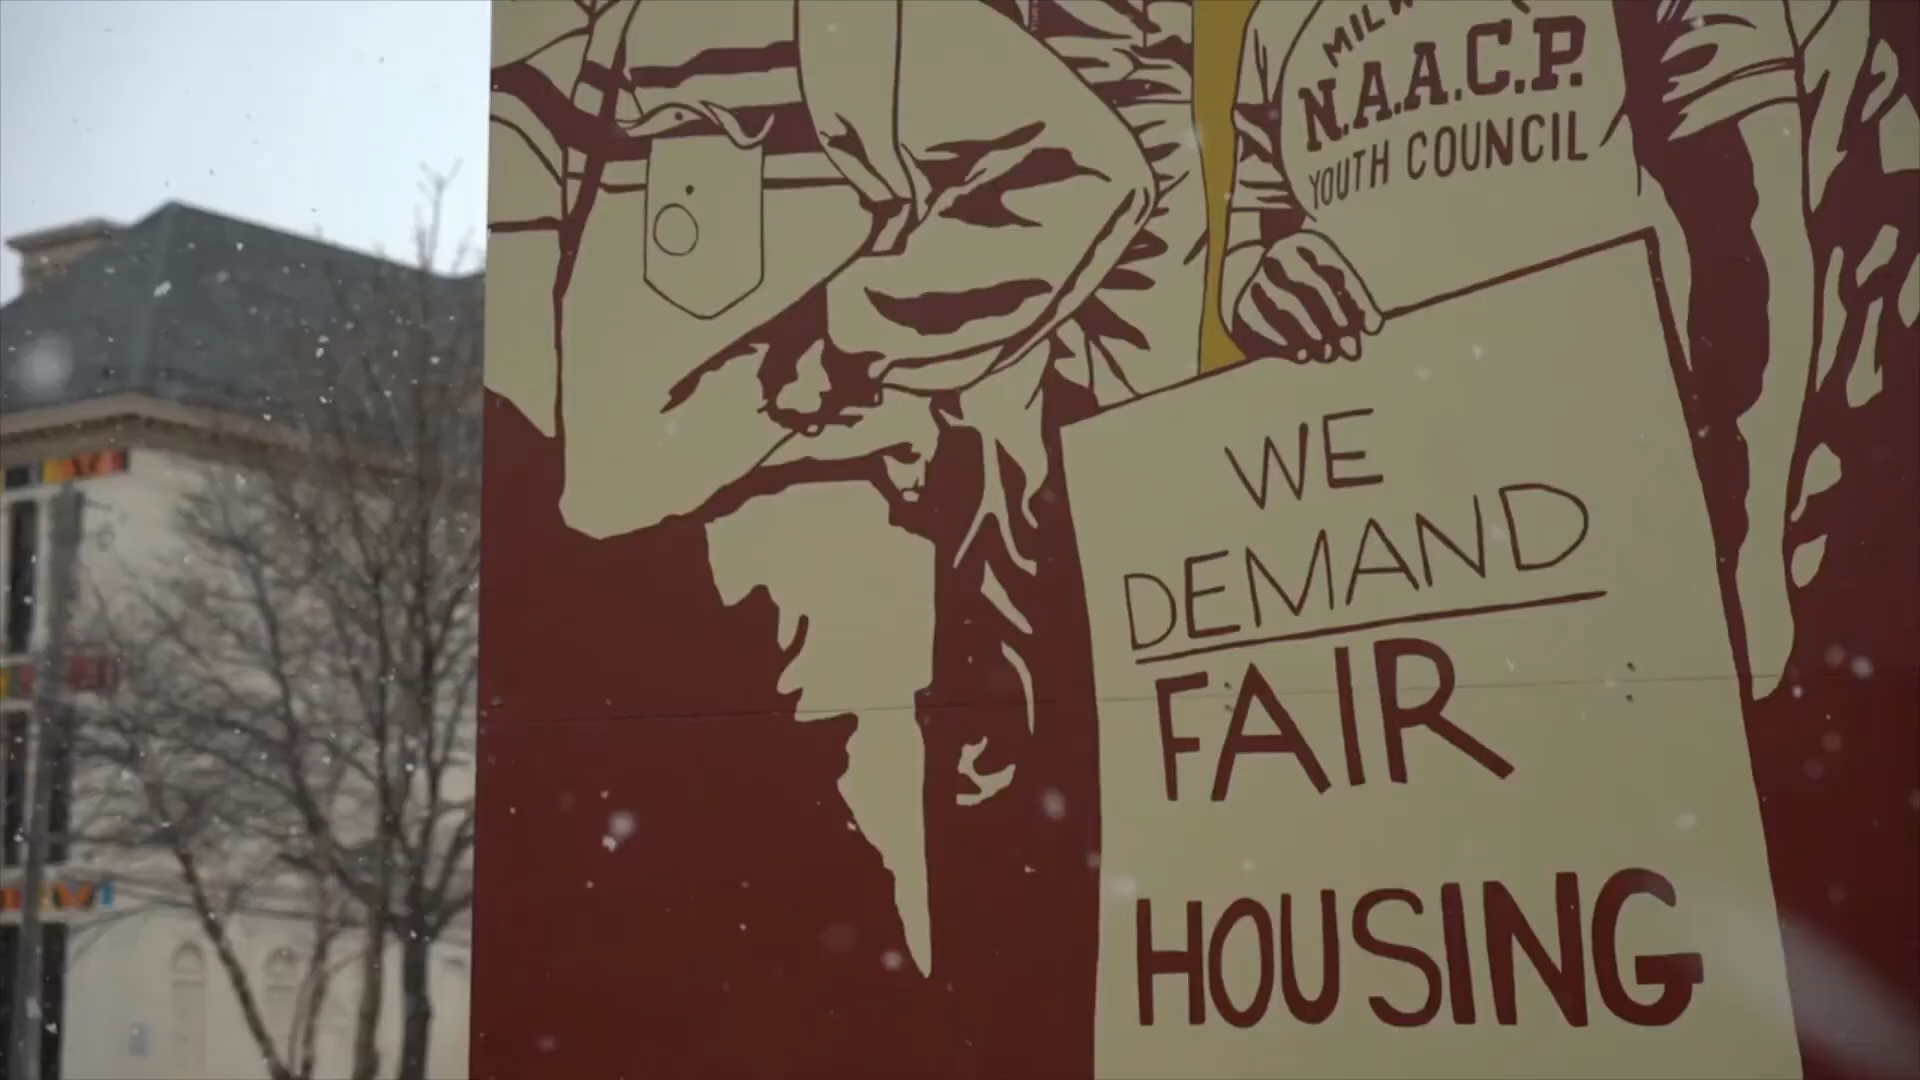 N.A.A.C.P.
YOUTH COUNCIL
WE
DEMAND
FAIR
HOUSING